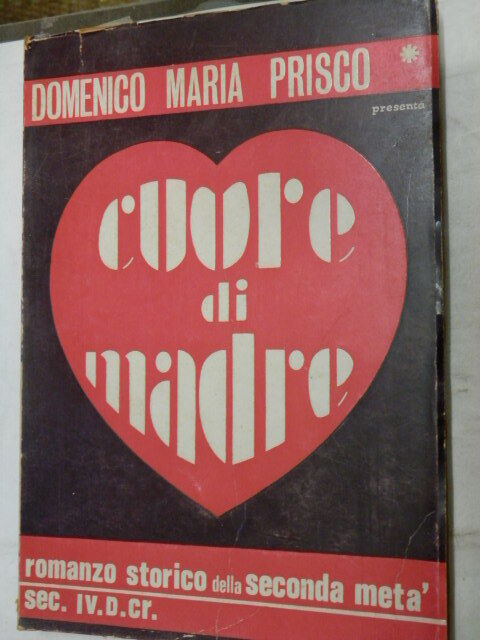 DOMENICO MARIA PRISCO *
presenta
cuore
di
madre
romanzo storico della seconda meta'
sec. IV.D.cr.